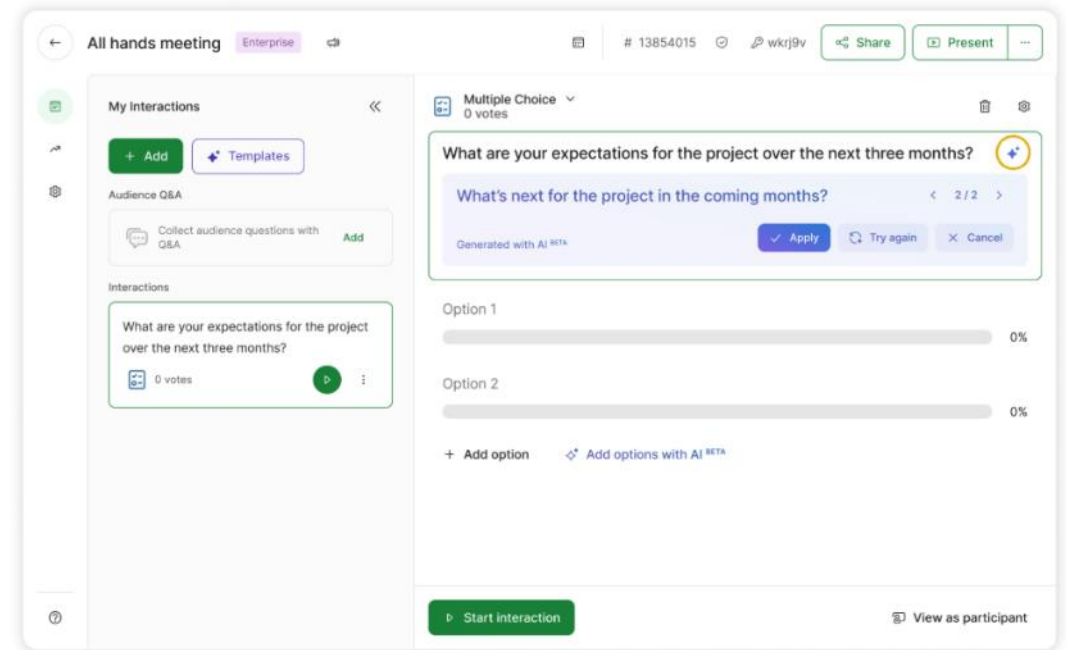 All hands meeting Enterprise # 13854015 wkrj9v Share Present
My Interactions
+ Add Templates
Audience Q&A
Collect audience questions with
Q&A
Add
Interactions
What are your expectations for the project
over the next three months?
0 votes
Multiple Choice
0 votes
What are your expectations for the project over the next three months?
What's next for the project in the coming months? < 2/2 >
Generated with AI BETA Apply Try again Cancel
Option 1
0%
Option 2
0%
+ Add option Add options with AI BETA
Start interaction View as participant